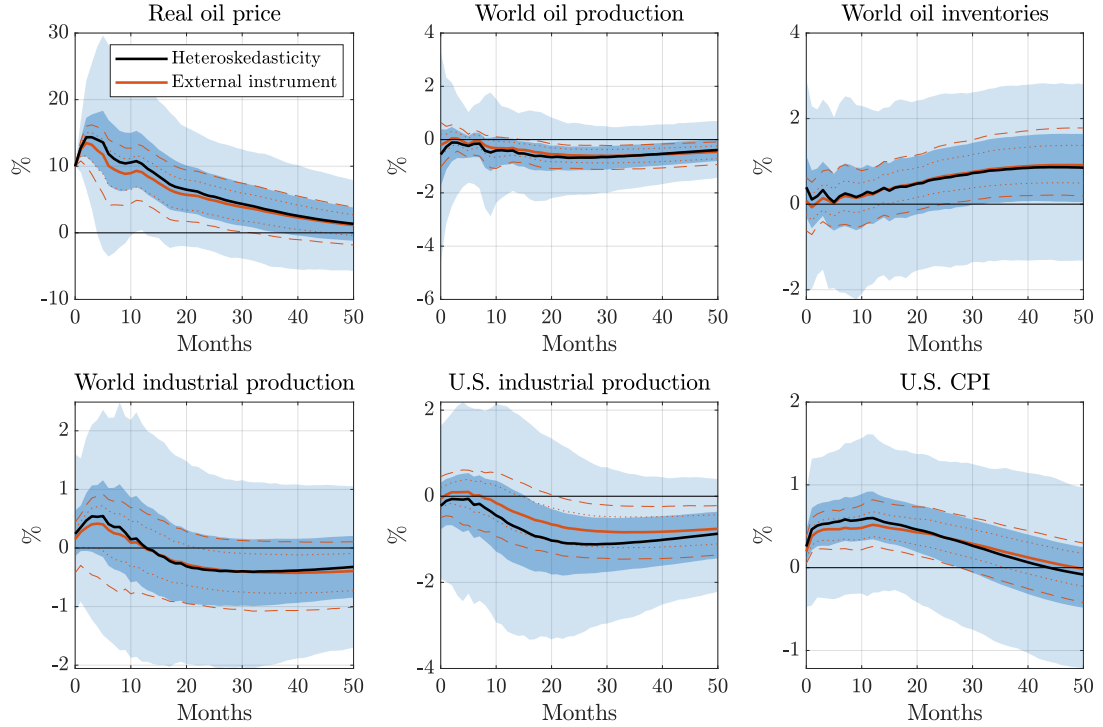 Real oil price
World oil production
World oil inventories
30
20
10
0
-10
%
Heteroskedasticity
External instrument
0 10 20 30 40 50
Months
4
2
0
-2
-4
-6
%
0 10 20 30 40 50
Months
4
2
0
-2
%
0 10 20 30 40 50
Months
World industrial production
U.S. industrial production
U.S. CPI
2
1
0
-1
-2
%
0 10 20 30 40 50
Months
2
0
-2
-4
%
0 10 20 30 40 50
Months
2
1
0
-1
%
0 10 20 30 40 50
Months